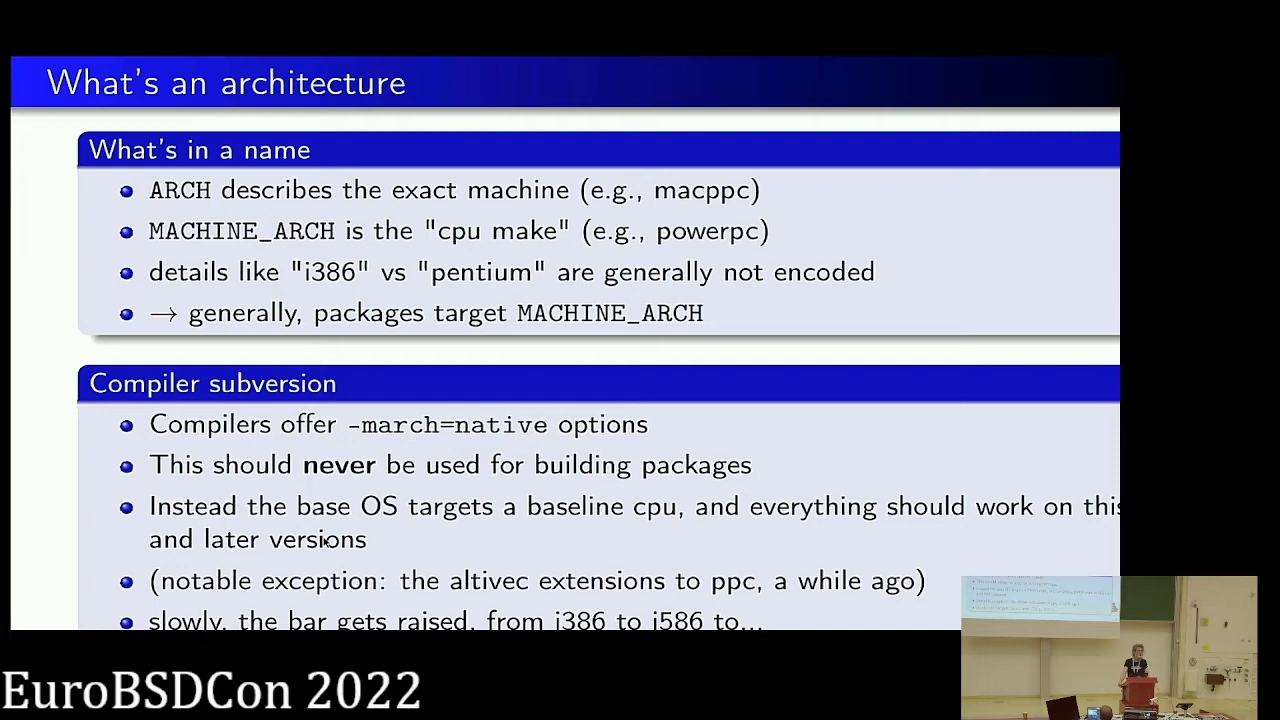 What's an architecture
What's in a name
ARCH describes the exact machine (e.g., macppc)
MACHINE_ARCH is the "cpu make" (e.g., powerpc)
details like "i386" vs "pentium" are generally not encoded
→ generally, packages target MACHINE_ARCH
Compiler subversion
Compilers offer -march=native options
This should never be used for building packages
Instead the base OS targets a baseline cpu, and everything should work on this
and later versions
(notable exception: the altivec extensions to ppc, a while ago)
slowly, the bar gets raised, from i386 to i586 to...
EuroBSDCon 2022